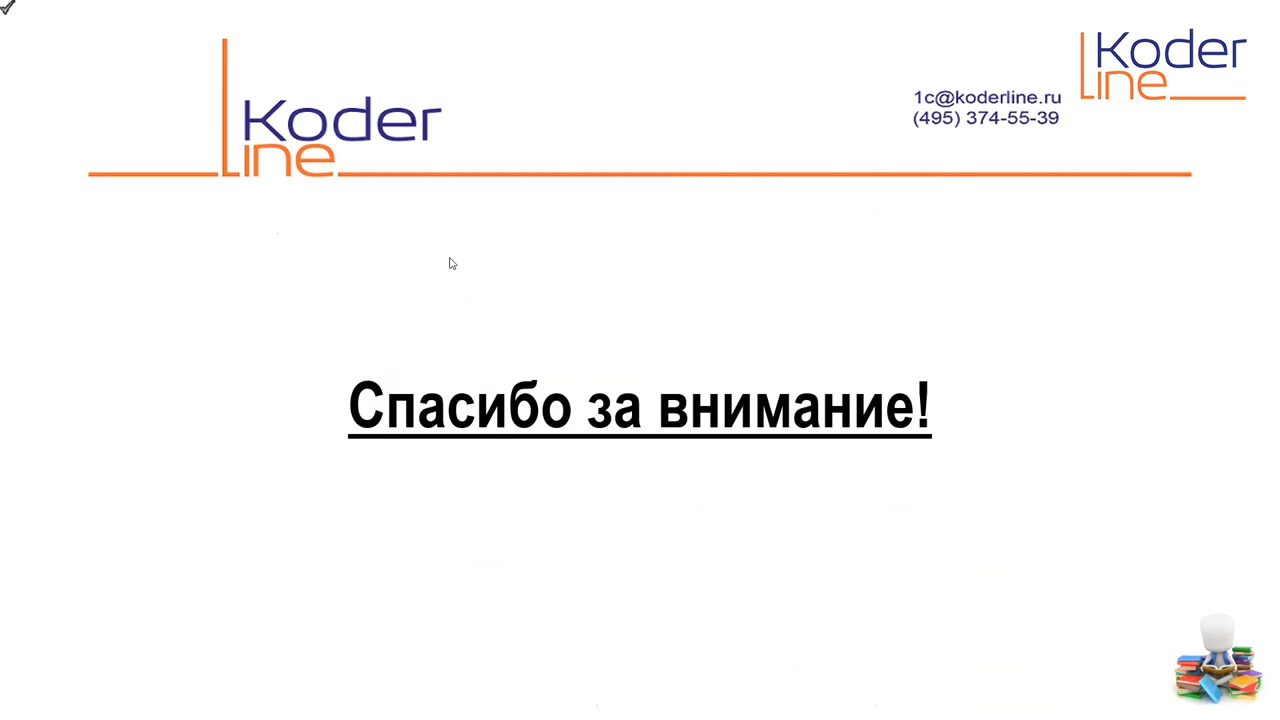 Koder
Line
1c@koderline.ru
(495) 374-55-39
Koder
Line
Спасибо за внимание!